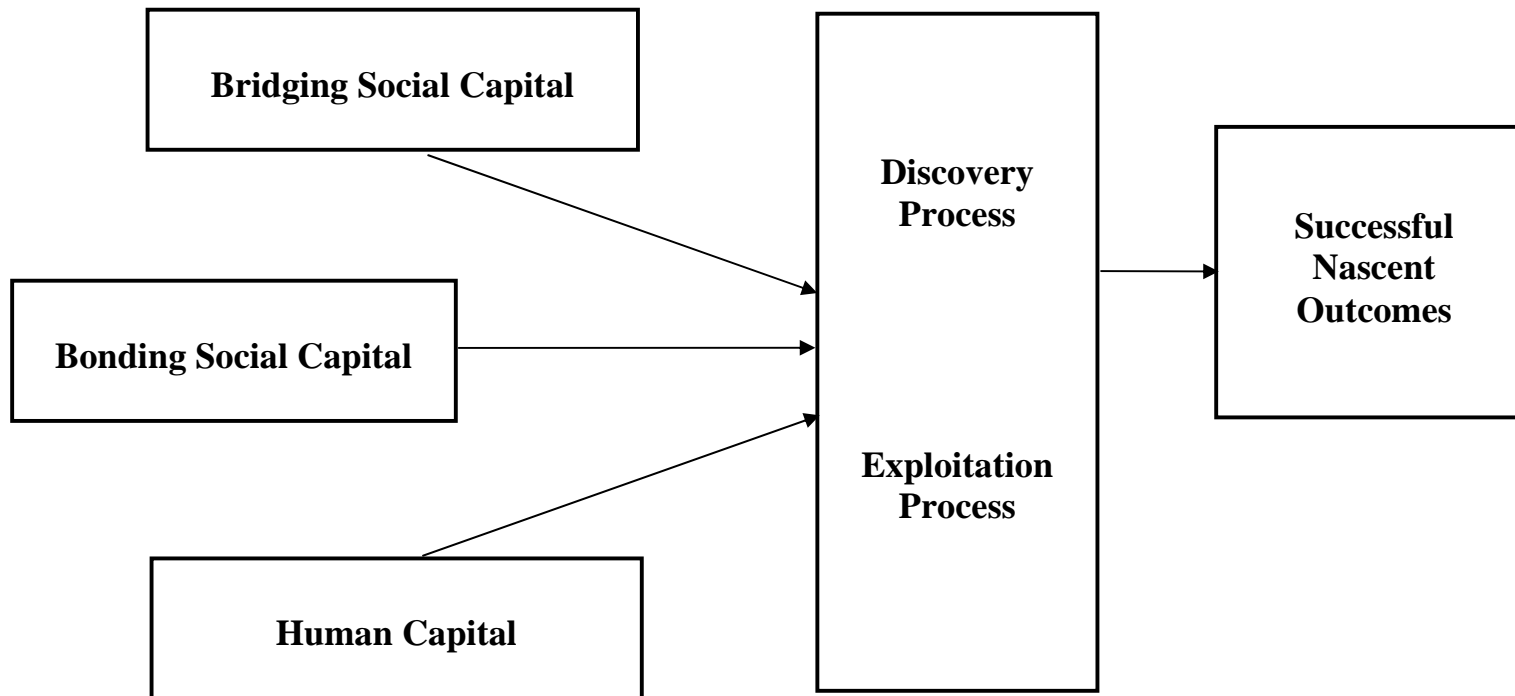 Bridging Social Capital
Bonding Social Capital
Human Capital
Discovery
Process
Exploitation
Process
Successful
Nascent
Outcomes